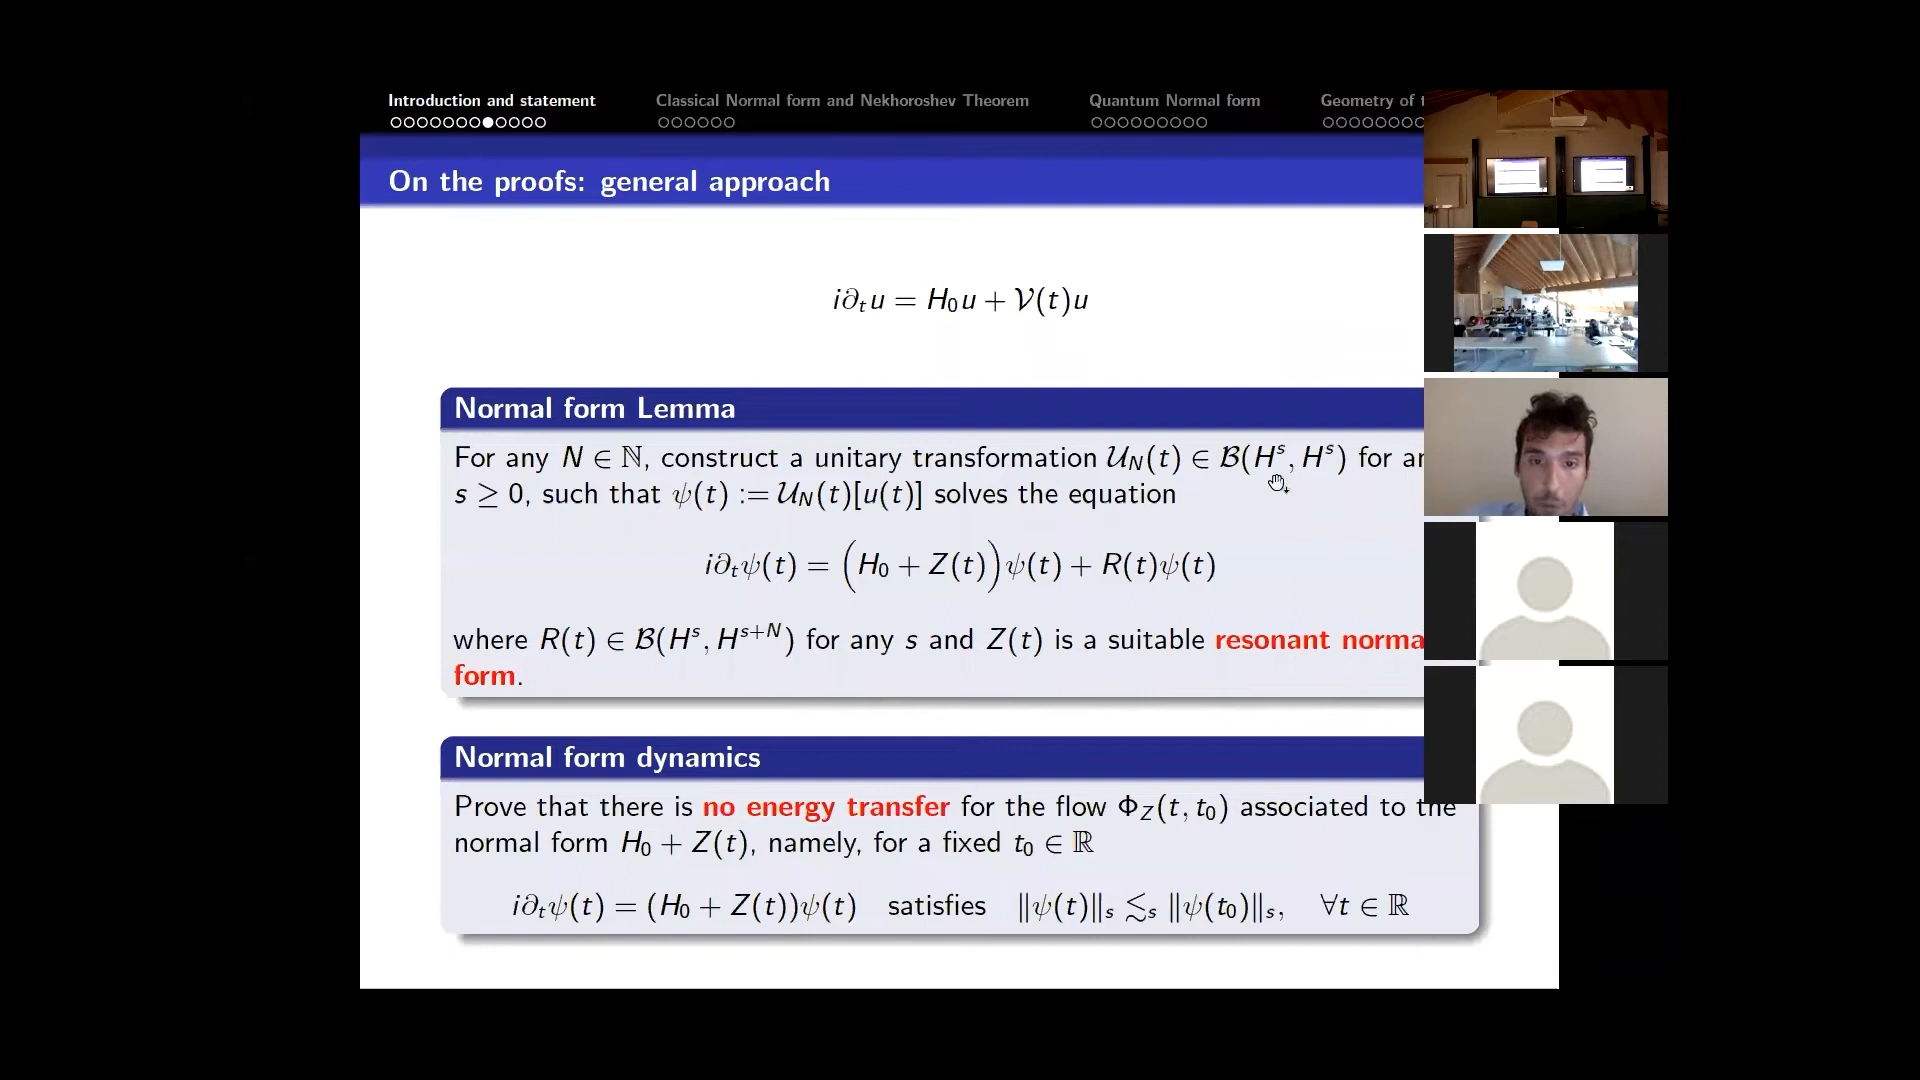 Introduction and statement Classical Normal form and Nekhoroshev Theorem Quantum Normal form Geometry of
On the proofs: general approach
i∂ₜu = H₀u + 𝒱(t)u
Normal form Lemma
For any N ∈ ℕ, construct a unitary transformation 𝒰_N(t) ∈ ℬ(Hˢ, Hˢ) for
s ≥ 0, such that ψ(t) := 𝒰_N(t)[u(t)] solves the equation
i∂ₜψ(t) = (H₀ + Z(t))ψ(t) + R(t)ψ(t)
where R(t) ∈ ℬ(Hˢ, Hˢ⁺ᴺ) for any s and Z(t) is a suitable resonant norma
form.
Normal form dynamics
Prove that there is no energy transfer for the flow Φ_Z(t, t₀) associated to the
normal form H₀ + Z(t), namely, for a fixed t₀ ∈ ℝ
i∂ₜψ(t) = (H₀ + Z(t))ψ(t) satisfies ‖ψ(t)‖ₛ ≲ₛ ‖ψ(t₀)‖ₛ, ∀t ∈ ℝ